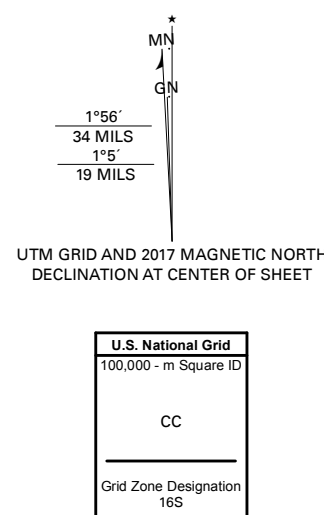 MN
GN
1°56´
34 MILS
1°5´
19 MILS
UTM GRID AND 2017 MAGNETIC NORTH
DECLINATION AT CENTER OF SHEET
U.S. National Grid
100,000 - m Square ID
CC
Grid Zone Designation
16S